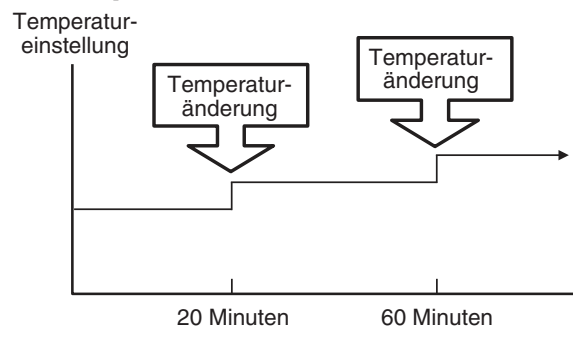 Temperatur-
einstellung
Temperatur-
änderung
Temperatur-
änderung
20 Minuten
60 Minuten